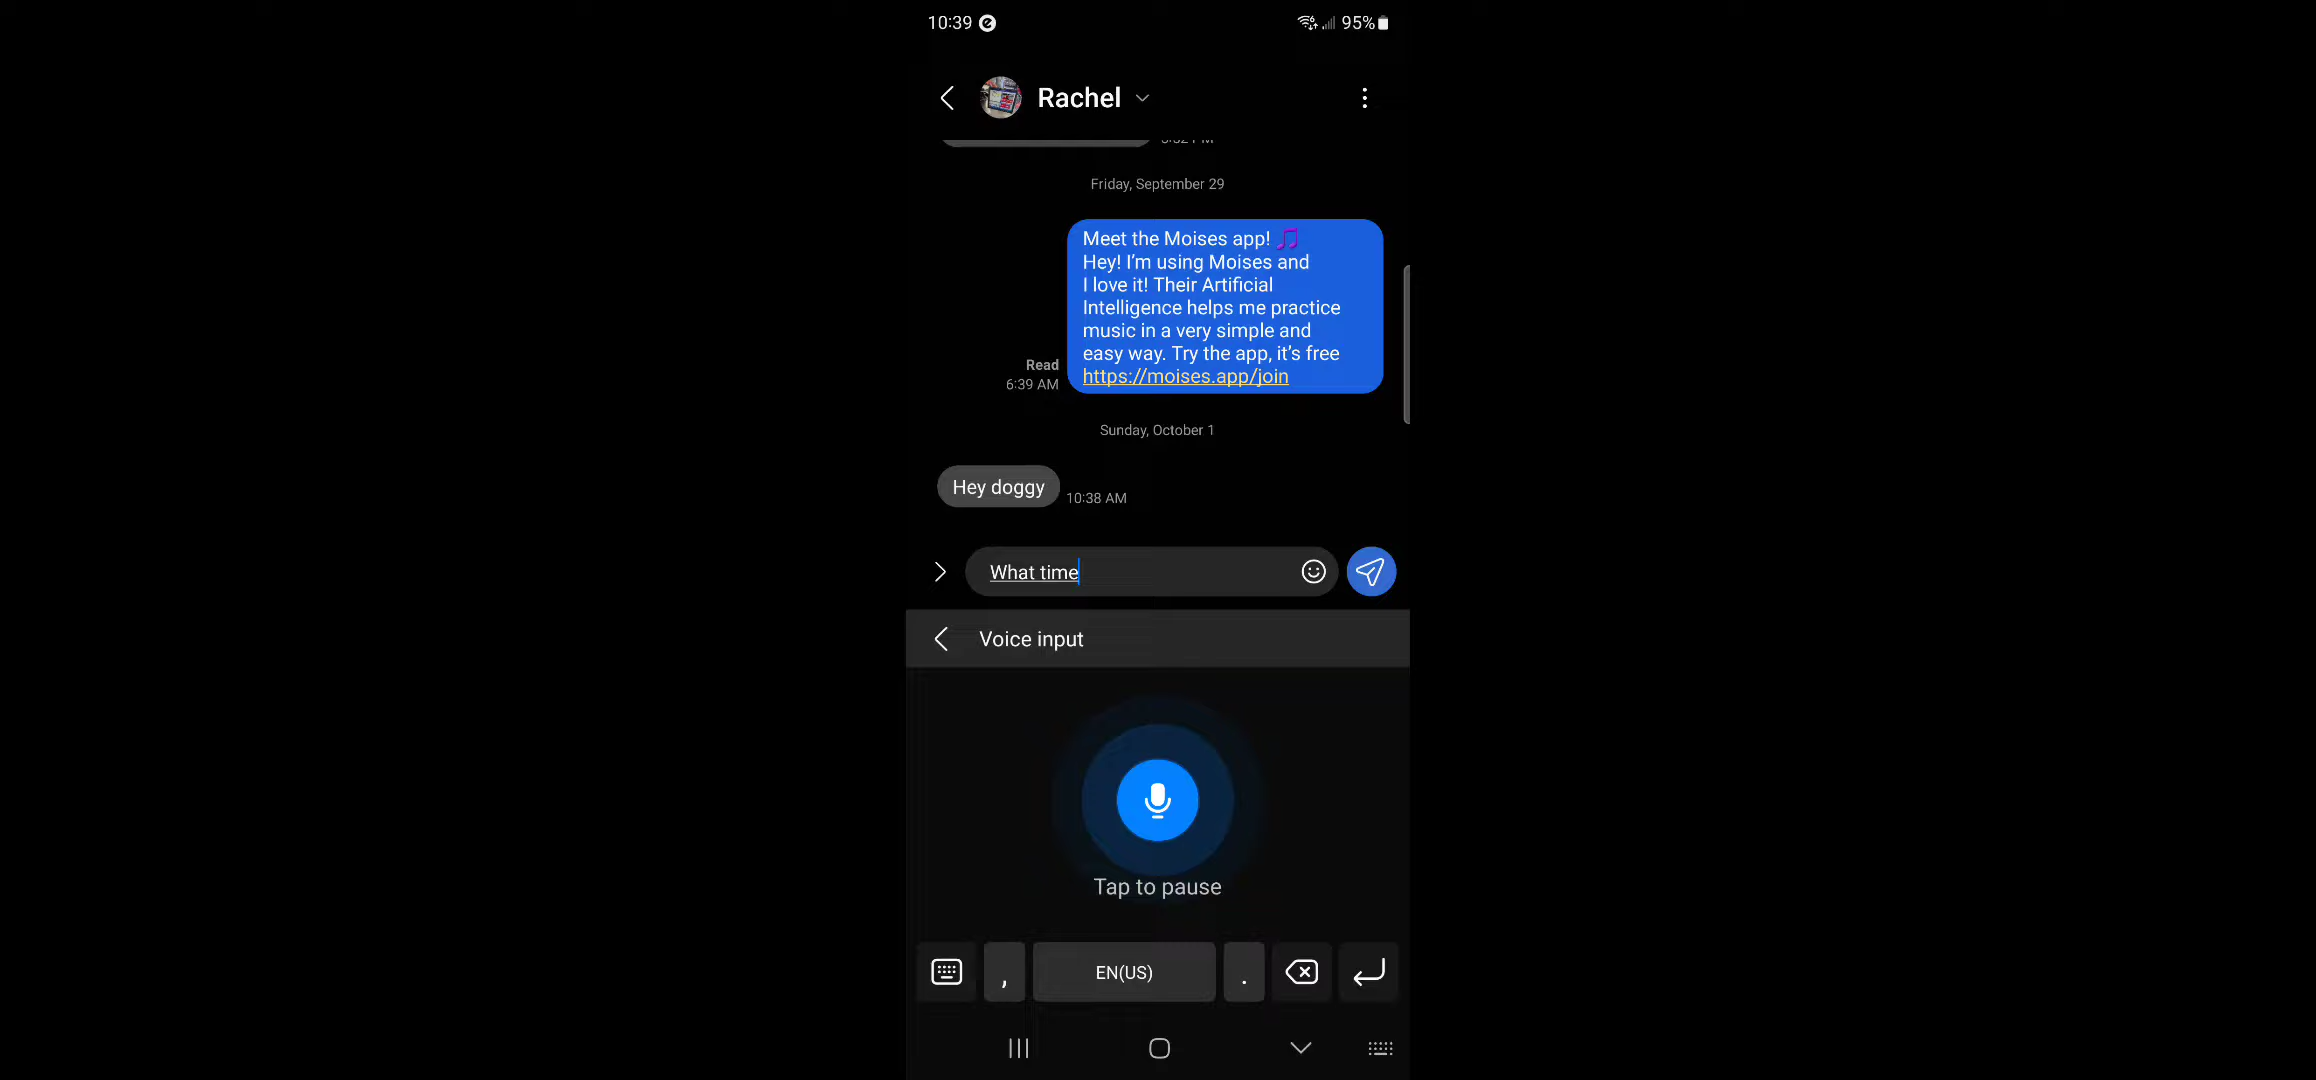 10:39
95%
Rachel
Friday, September 29
Meet the Moises app! 🎵
Hey! I’m using Moises and
I love it! Their Artificial
Intelligence helps me practice
music in a very simple and
easy way. Try the app, it’s free
https://moises.app/join
Read
6:39 AM
Sunday, October 1
Hey doggy
10:38 AM
What time
Voice input
Tap to pause
, EN(US) .